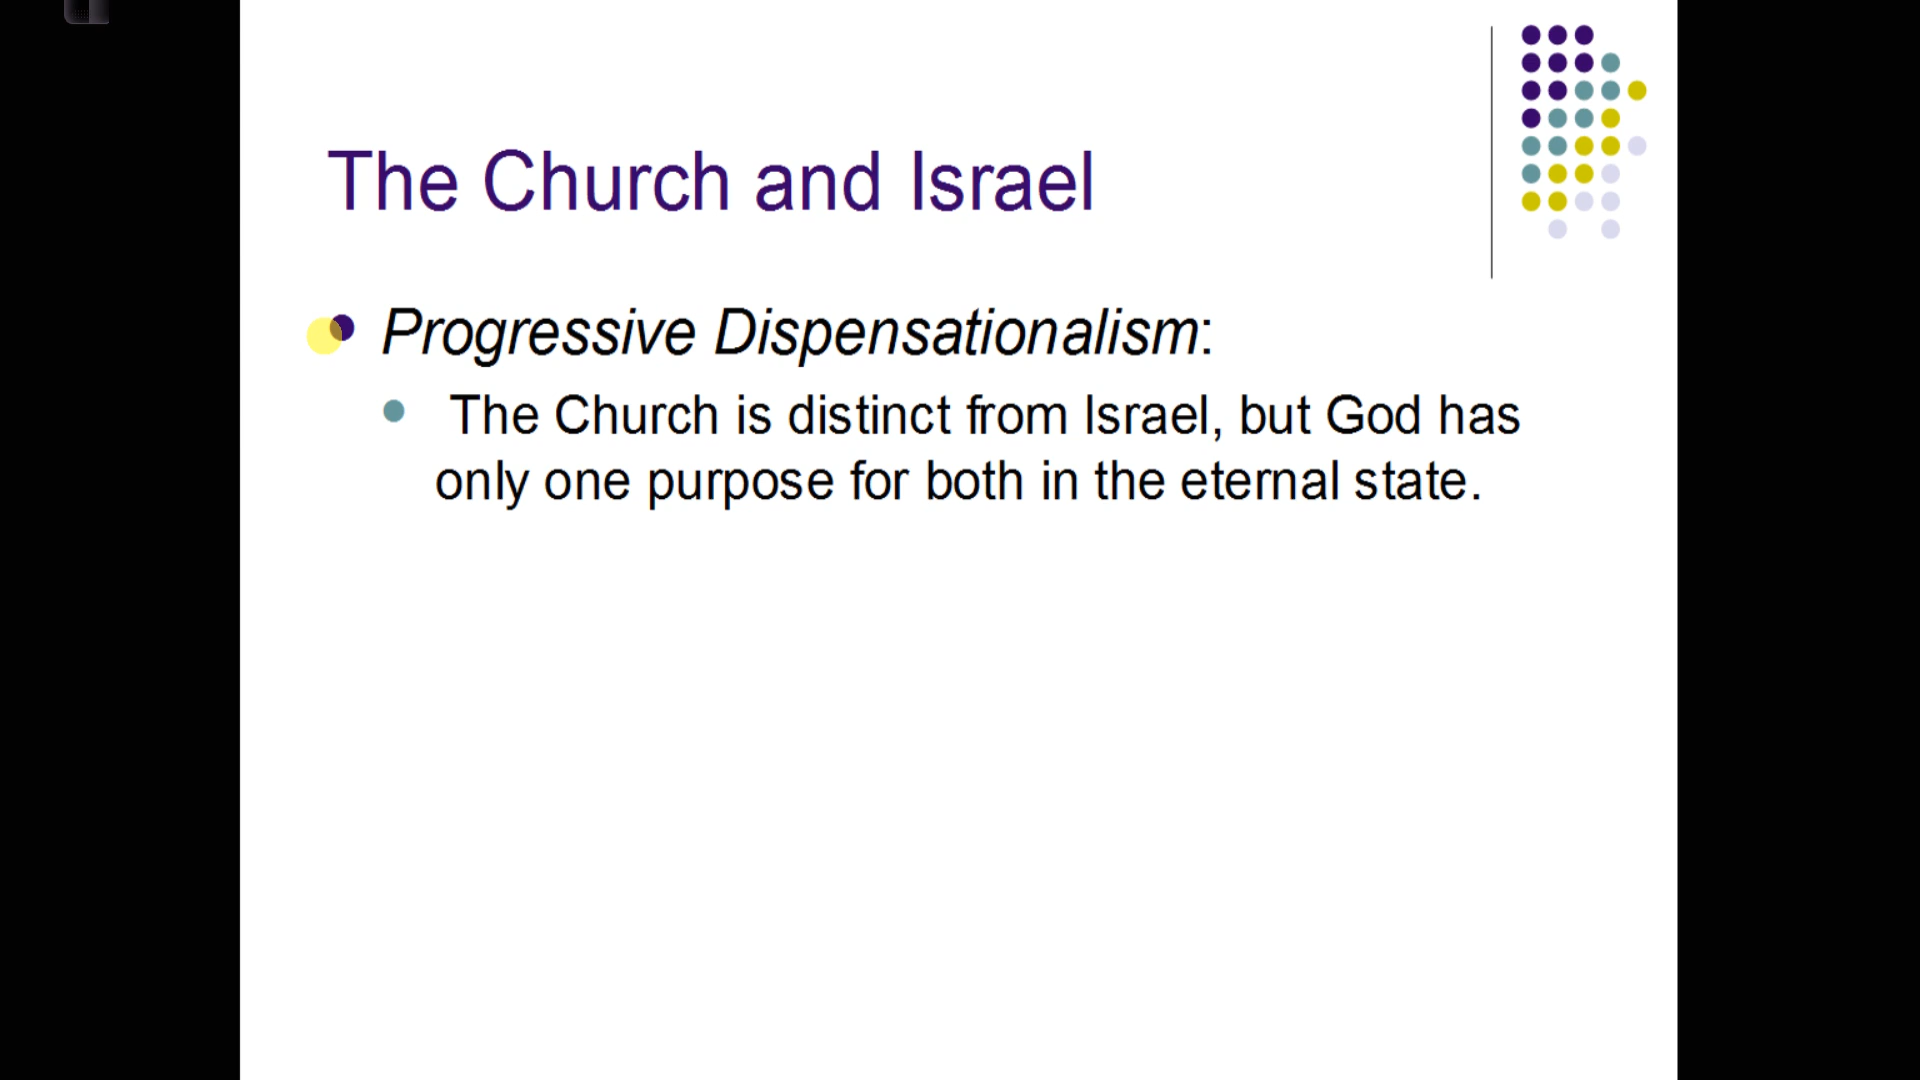 The Church and Israel
Progressive Dispensationalism:
The Church is distinct from Israel, but God has
only one purpose for both in the eternal state.